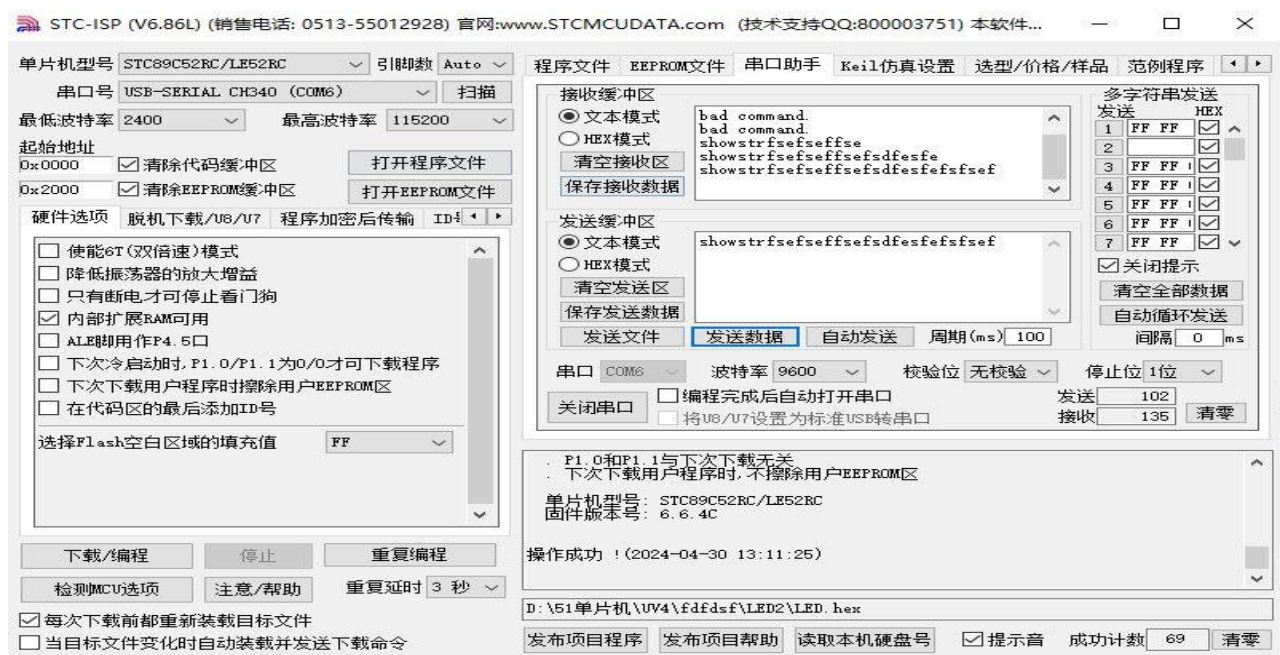 STC-ISP (V6.86L) (销售电话: 0513-55012928) 官网:www.STCMCUDATA.com (技术支持QQ:800003751) 本软件...
单片机型号 STC89C52RC/LE52RC 引脚数 Auto
串口号 USB-SERIAL CH340 (COM6) 扫描
最低波特率 2400 最高波特率 115200
起始地址
0x0000 清除代码缓冲区 打开程序文件
0x2000 清除EEPROM缓冲区 打开EEPROM文件
硬件选项 脱机下载/U8/U7 程序加密后传输
使能6T(双倍速)模式
降低振荡器的放大增益
只有断电才可停止看门狗
内部扩展RAM可用
ALE脚用作P4.5口
下次冷启动时,P1.0/P1.1为0/0才可下载程序
下次下载用户程序时擦除用户EEPROM区
在代码区的最后添加ID号
选择Flash空白区域的填充值 FF
下载/编程 停止 重复编程
检测MCU选项 注意/帮助 重复延时 3 秒
每次下载前都重新装载目标文件
当目标文件变化时自动装载并发送下载命令
程序文件 EEPROM文件 串口助手 Keil仿真设置 选型/价格/样品 范例程序
接收缓冲区
文本模式
HEX模式
清空接收区
保存接收数据
bad command.
bad command.
showstrfsefseffse
showstrfsefseffsefsdfesfe
showstrfsefseffsefsdfesfefsfsef
发送缓冲区
文本模式
HEX模式
清空发送区
保存发送数据
showstrfsefseffsefsdfesfefsfsef
发送文件 发送数据 自动发送 周期(ms) 100
多字符串发送
发送 HEX
1 FF FF
2
3 FF FF
4 FF FF
5 FF FF
6 FF FF
7 FF FF
关闭提示
清空全部数据
自动循环发送
间隔 0 ms
串口 COM6 波特率 9600 校验位 无校验 停止位 1位
关闭串口 编程完成后自动打开串口 发送 102
将U8/U7设置为标准USB转串口 接收 135 清零
. P1.0和P1.1与下次下载无关
. 下次下载用户程序时,不擦除用户EEPROM区
单片机型号: STC89C52RC/LE52RC
固件版本号: 6.6.4C
操作成功 !(2024-04-30 13:11:25)
D:\51单片机\UV4\fdfdsf\LED2\LED.hex
发布项目程序 发布项目帮助 读取本机硬盘号 提示音 成功计数 69 清零